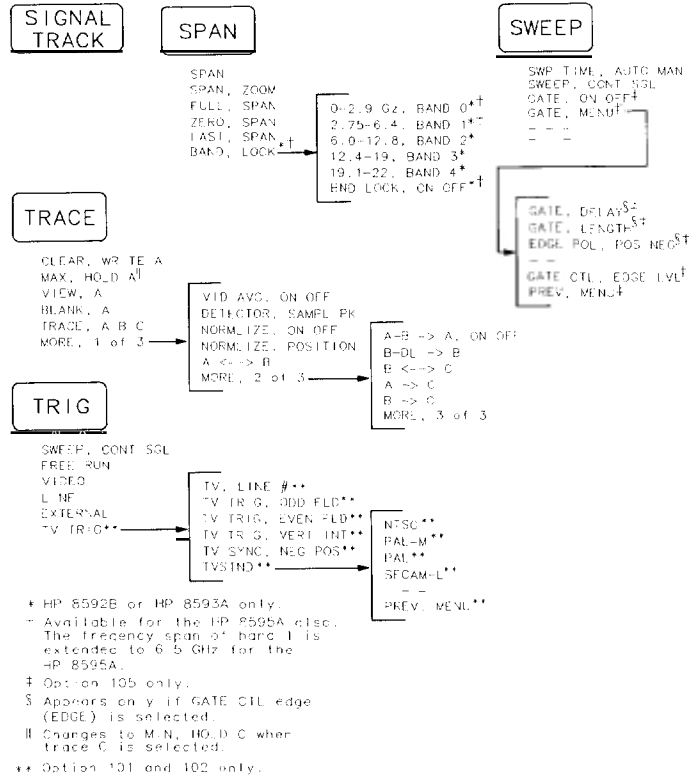 SIGNAL
TRACK
SPAN
SPAN
SPAN, ZOOM
FULL, SPAN
ZERO, SPAN
LAST, SPAN
BAND, LOCK*†
0-2.9 Gz, BAND 0*†
2.75-6.4, BAND 1*†
6.0-12.8, BAND 2*
12.4-19, BAND 3*
19.1-22, BAND 4*
BND LOCK, ON OFF*†
SWEEP
SWP TIME, AUTO MAN
SWEEP, CONT SGL
GATE, ON OFF‡
GATE, MENU‡
– – –
– –
GATE, DELAY§‡
GATE, LENGTH§‡
EDGE POL, POS NEG§‡
– –
GATE CTL, EDGE LVL‡
PREV, MENU‡
TRACE
CLEAR, WRITE A
MAX, HOLD A‖
VIEW, A
BLANK, A
TRACE, A B C
MORE, 1 of 3
VID AVG, ON OFF
DETECTOR, SAMPL PK
NORMLIZE, ON OFF
NORMLIZE, POSITION
A <--> B
MORE, 2 of 3
A-B -> A, ON OFF
B-DL -> B
B <--> C
A -> C
B -> C
MORE, 3 of 3
TRIG
SWEEP, CONT SGL
FREE RUN
VIDEO
LINE
EXTERNAL
TV TRIG**
TV, LINE #**
TV TRIG, ODD FLD**
TV TRIG, EVEN FLD**
TV TRIG, VERT INT**
TV SYNC, NEG POS**
TVSTND**
NTSC**
PAL-M**
PAL**
SECAM-L**
– –
PREV, MENU**
* HP 8592B or HP 8593A only.
† Available for the HP 8595A also.
The freqency span of band 1 is
extended to 6.5 GHz for the
HP 8595A.
‡ Option 105 only.
§ Appears only if GATE CTL edge
(EDGE) is selected.
‖ Changes to MIN, HOLD C when
trace C is selected.
** Option 101 and 102 only.